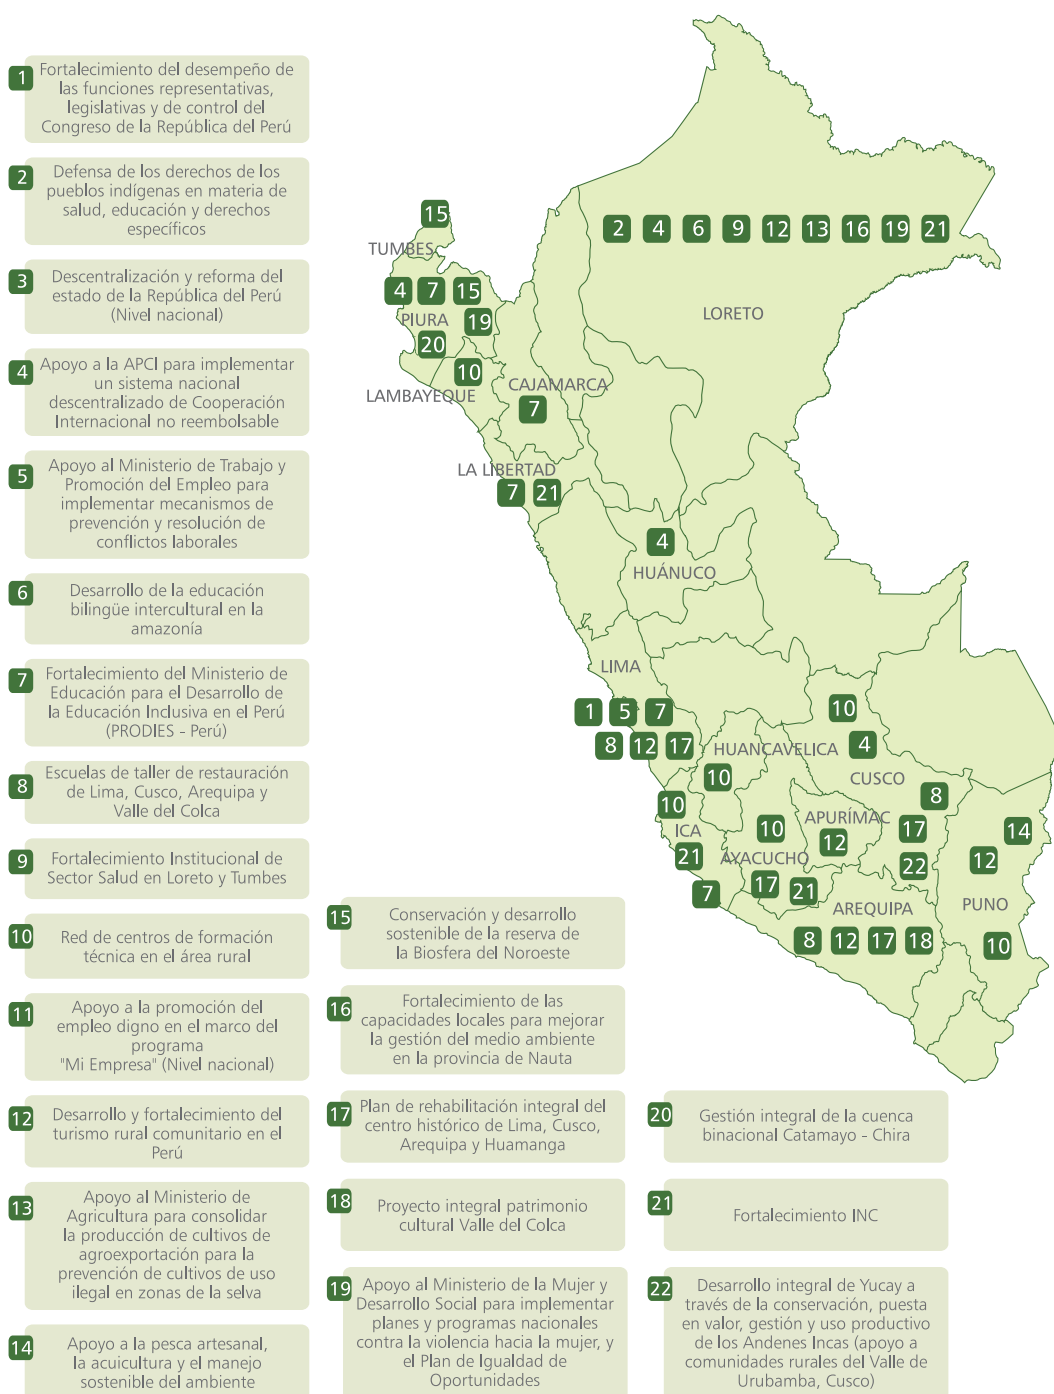 1
Fortalecimiento del desempeño de
las funciones representativas,
legislativas y de control del
Congreso de la República del Perú
2
Defensa de los derechos de los
pueblos indígenas en materia de
salud, educación y derechos
específicos
3
Descentralización y reforma del
estado de la República del Perú
(Nivel nacional)
4
Apoyo a la APCI para implementar
un sistema nacional
descentralizado de Cooperación
Internacional no reembolsable
5
Apoyo al Ministerio de Trabajo y
Promoción del Empleo para
implementar mecanismos de
prevención y resolución de
conflictos laborales
6
Desarrollo de la educación
bilingüe intercultural en la
amazonía
7
Fortalecimiento del Ministerio de
Educación para el Desarrollo de
la Educación Inclusiva en el Perú
(PRODIES - Perú)
8
Escuelas de taller de restauración
de Lima, Cusco, Arequipa y
Valle del Colca
9
Fortalecimiento Institucional de
Sector Salud en Loreto y Tumbes
10
Red de centros de formación
técnica en el área rural
11
Apoyo a la promoción del
empleo digno en el marco del
programa
"Mi Empresa" (Nivel nacional)
12
Desarrollo y fortalecimiento del
turismo rural comunitario en el
Perú
13
Apoyo al Ministerio de
Agricultura para consolidar
la producción de cultivos de
agroexportación para la
prevención de cultivos de uso
ilegal en zonas de la selva
14
Apoyo a la pesca artesanal,
la acuicultura y el manejo
sostenible del ambiente
15
Conservación y desarrollo
sostenible de la reserva de
la Biosfera del Noroeste
16
Fortalecimiento de las
capacidades locales para mejorar
la gestión del medio ambiente
en la provincia de Nauta
17
Plan de rehabilitación integral del
centro histórico de Lima, Cusco,
Arequipa y Huamanga
18
Proyecto integral patrimonio
cultural Valle del Colca
19
Apoyo al Ministerio de la Mujer y
Desarrollo Social para implementar
planes y programas nacionales
contra la violencia hacia la mujer, y
el Plan de Igualdad de
Oportunidades
20
Gestión integral de la cuenca
binacional Catamayo - Chira
21
Fortalecimiento INC
22
Desarrollo integral de Yucay a
través de la conservación, puesta
en valor, gestión y uso productivo
de los Andenes Incas (apoyo a
comunidades rurales del Valle de
Urubamba, Cusco)
15
TUMBES
4 7 15
PIURA 19
20
10
LAMBAYEQUE
CAJAMARCA
7
LA LIBERTAD
7 21
2 4 6 9 12 13 16 19 21
LORETO
4
HUÁNUCO
LIMA
1 5 7
8 12 17
HUANCAVELICA
10
10
4
CUSCO
8
17
22
10
ICA
21
7
10
AYACUCHO
17 21
APURÍMAC
12
AREQUIPA
8 12 17 18
14
12
PUNO
10